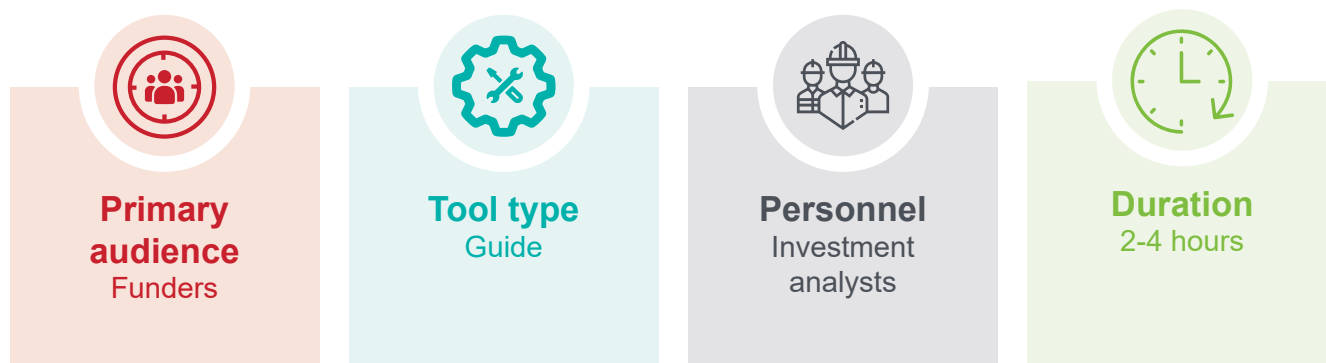 Primary
audience
Funders
Tool type
Guide
Personnel
Investment
analysts
Duration
2-4 hours